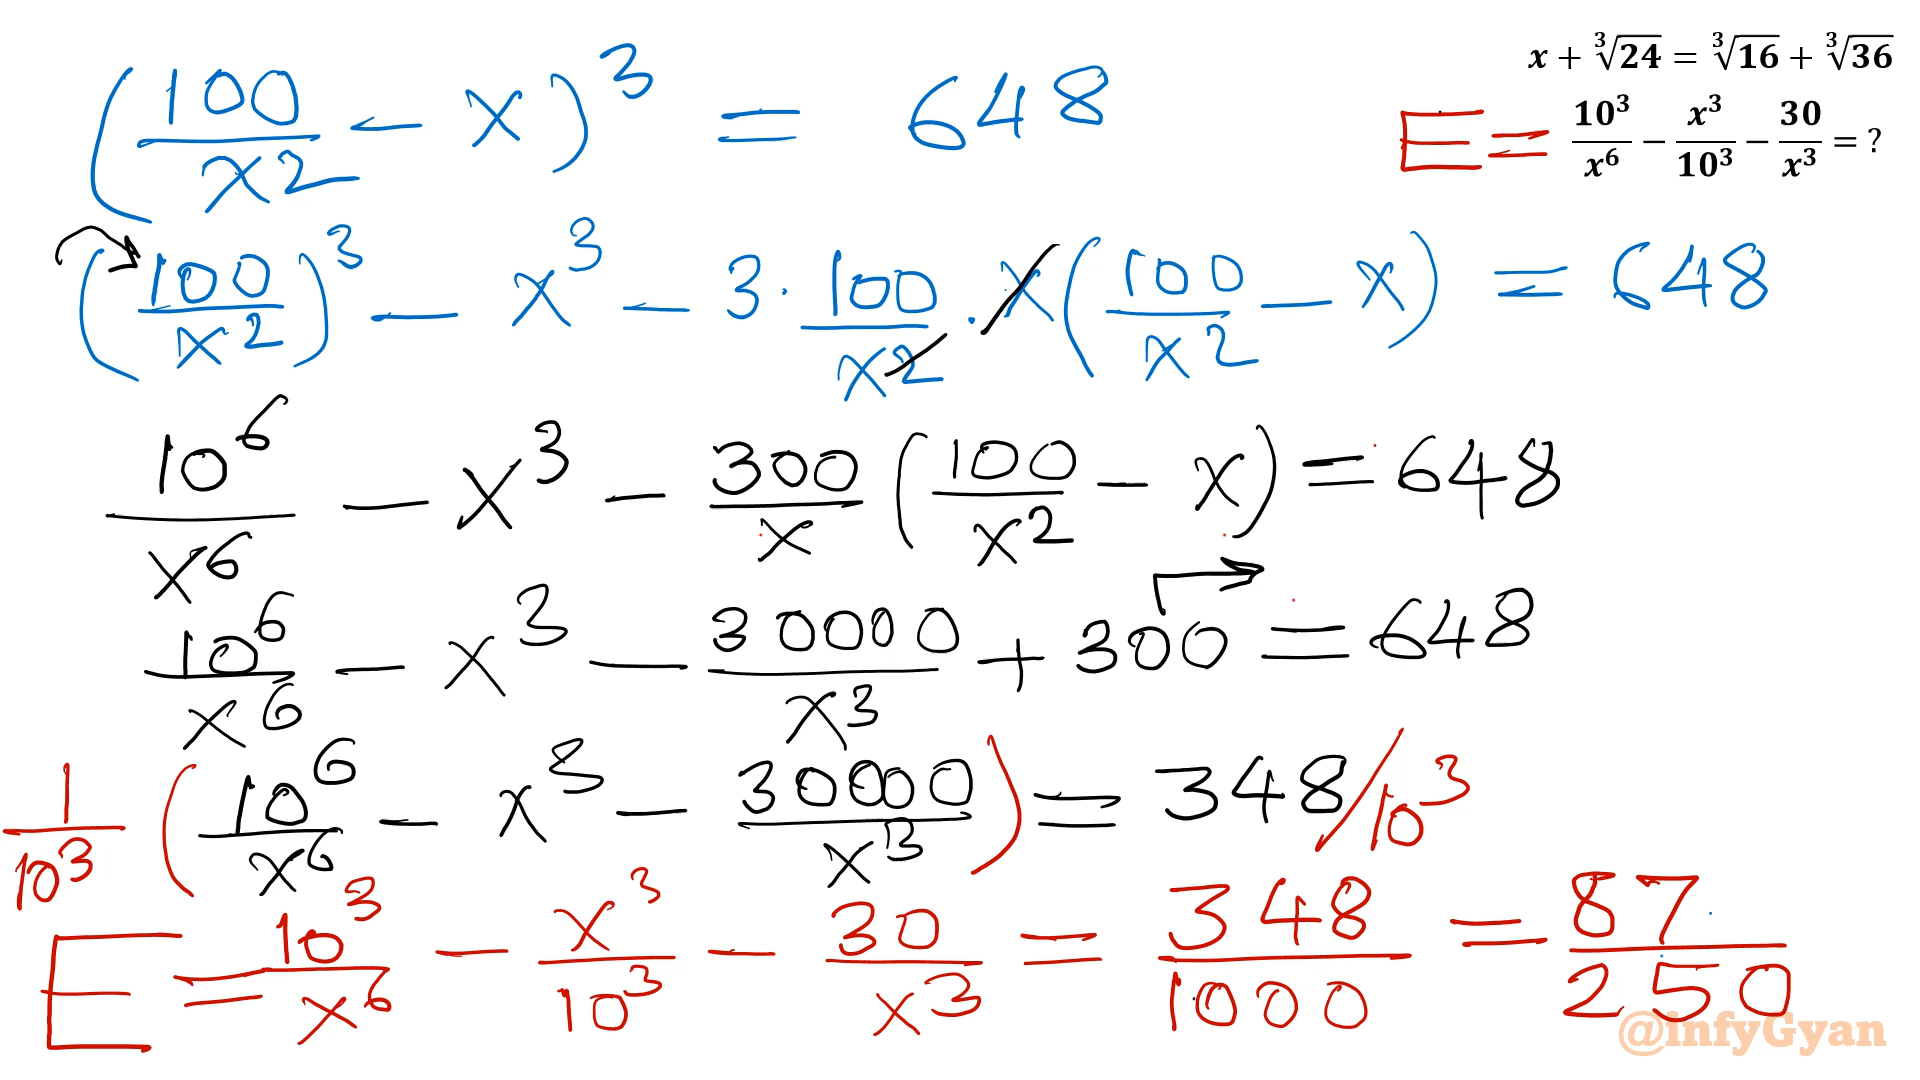 x + ∛24 = ∛16 + ∛36
E = 10³/x⁶ − x³/10³ − 30/x³ = ?
(100/x² − x)³ = 648
(100/x²)³ − x³ − 3 · 100/x² · x (100/x² − x) = 648
10⁶/x⁶ − x³ − 300/x (100/x² − x) = 648
10⁶/x⁶ − x³ − 30000/x³ + 300 = 648
1/10³ (10⁶/x⁶ − x³ − 30000/x³) = 348/10³
E = 10³/x⁶ − x³/10³ − 30/x³ = 348/1000 = 87/250
@infyGyan